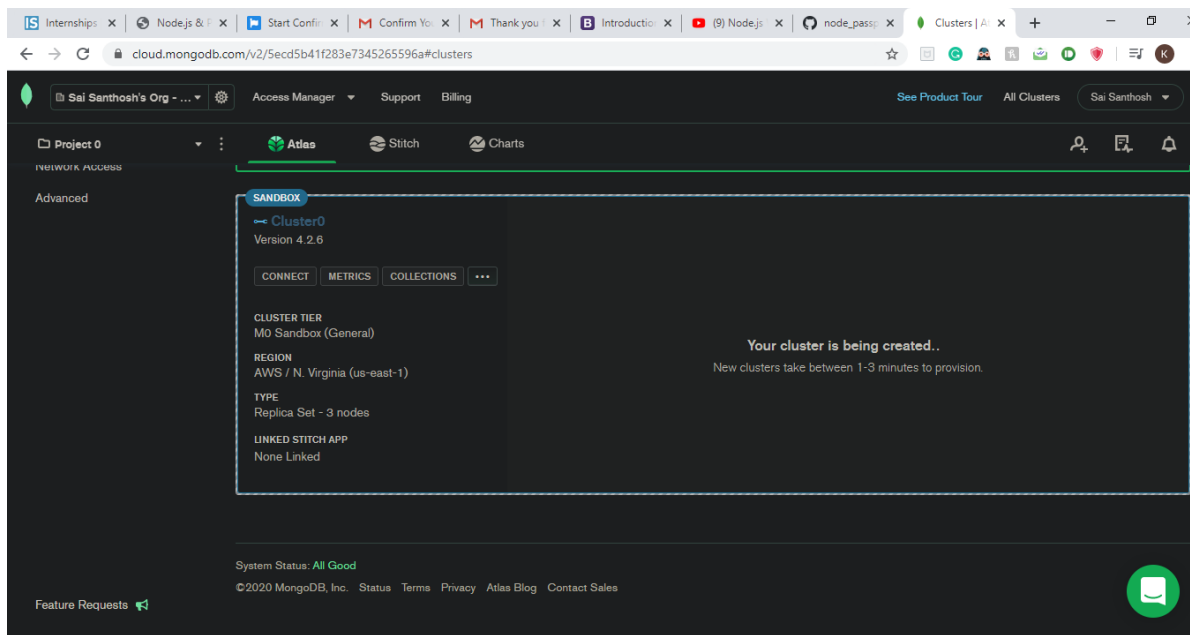 Internships
Node.js &
Start Confir
Confirm Yo
Thank you
Introduction
(9) Node.js
node_passp
Clusters | A
cloud.mongodb.com/v2/5ecd5b41f283e7345265596a#clusters
Sai Santhosh's Org - ...
Access Manager
Support
Billing
See Product Tour
All Clusters
Sai Santhosh
Project 0
Atlas
Stitch
Charts
Network Access
Advanced
SANDBOX
Cluster0
Version 4.2.6
CONNECT METRICS COLLECTIONS ...
CLUSTER TIER
M0 Sandbox (General)
REGION
AWS / N. Virginia (us-east-1)
TYPE
Replica Set - 3 nodes
LINKED STITCH APP
None Linked
Your cluster is being created..
New clusters take between 1-3 minutes to provision.
System Status: All Good
©2020 MongoDB, Inc. Status Terms Privacy Atlas Blog Contact Sales
Feature Requests